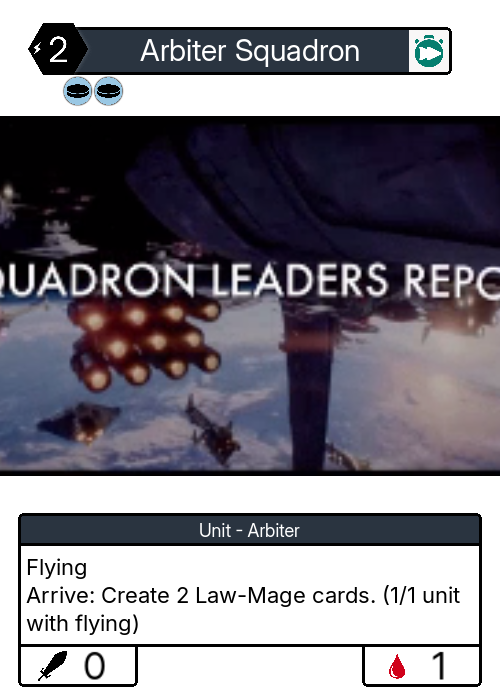 2
Arbiter Squadron
QUADRON LEADERS REPO
Unit - Arbiter
Flying
Arrive: Create 2 Law-Mage cards. (1/1 unit
with flying)
0
1